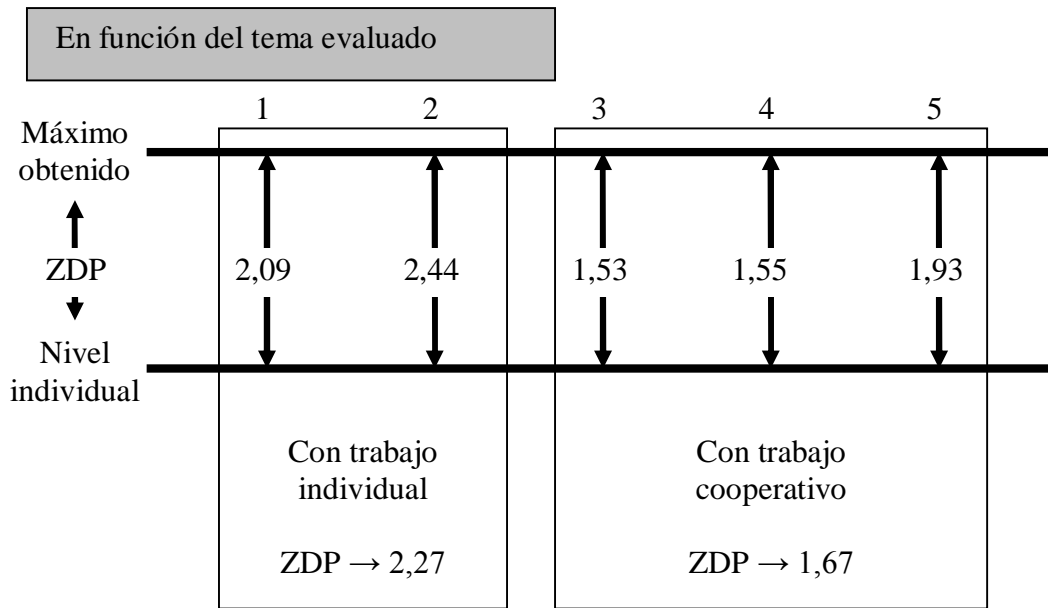 En función del tema evaluado
1 2 3 4 5
Máximo
obtenido
ZDP 2,09 2,44 1,53 1,55 1,93
Nivel
individual
Con trabajo
individual
ZDP → 2,27
Con trabajo
cooperativo
ZDP → 1,67